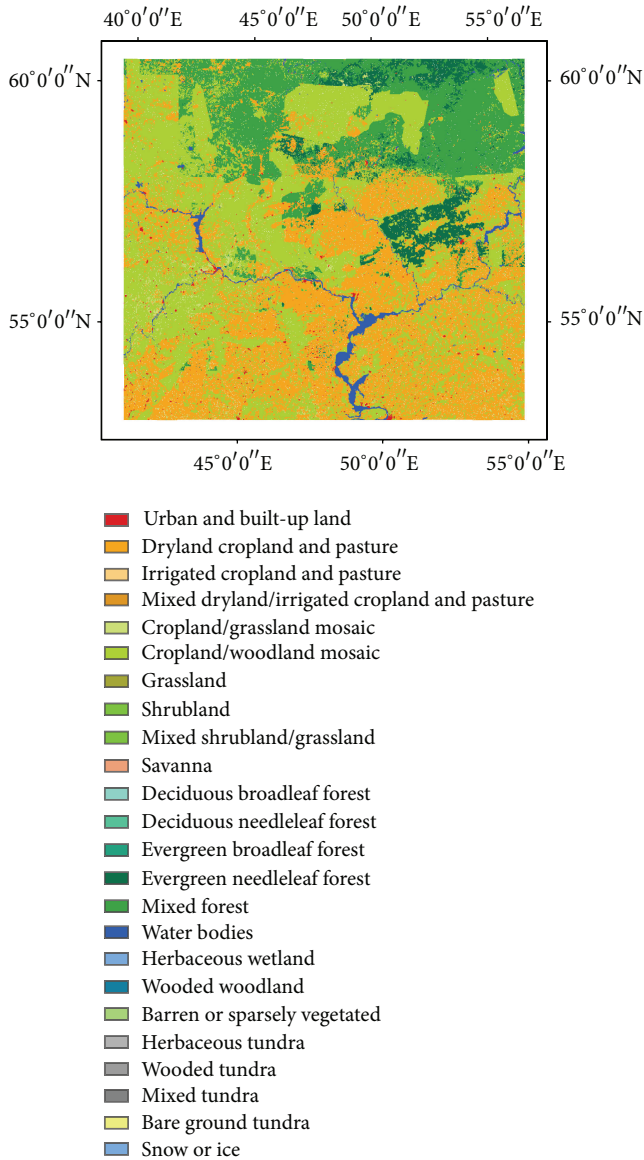 40°0′0″E 45°0′0″E 50°0′0″E 55°0′0″E
60°0′0″N 60°0′0″N
55°0′0″N 55°0′0″N
45°0′0″E 50°0′0″E 55°0′0″E
Urban and built-up land
Dryland cropland and pasture
Irrigated cropland and pasture
Mixed dryland/irrigated cropland and pasture
Cropland/grassland mosaic
Cropland/woodland mosaic
Grassland
Shrubland
Mixed shrubland/grassland
Savanna
Deciduous broadleaf forest
Deciduous needleleaf forest
Evergreen broadleaf forest
Evergreen needleleaf forest
Mixed forest
Water bodies
Herbaceous wetland
Wooded woodland
Barren or sparsely vegetated
Herbaceous tundra
Wooded tundra
Mixed tundra
Bare ground tundra
Snow or ice